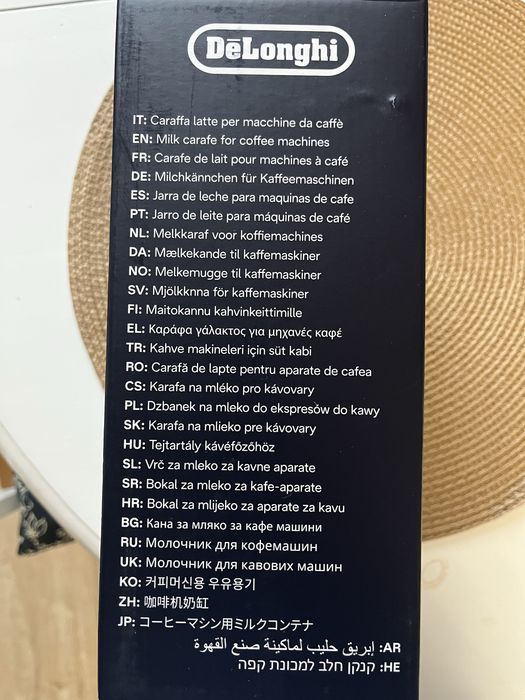 DeLonghi
IT: Caraffa latte per macchine da caffè
EN: Milk carafe for coffee machines
FR: Carafe de lait pour machines à café
DE: Milchkännchen für Kaffeemaschinen
ES: Jarra de leche para maquinas de cafe
PT: Jarro de leite para máquinas de café
NL: Melkkaraf voor koffiemachines
DA: Mælkekande til kaffemaskiner
NO: Melkemugge til kaffemaskiner
SV: Mjölkknna för kaffemaskiner
FI: Maitokannu kahvinkeittimille
EL: Καράφα γάλακτος για μηχανές καφέ
TR: Kahve makineleri için süt kabi
RO: Carafă de lapte pentru aparate de cafea
CS: Karafa na mléko pro kávovary
PL: Dzbanek na mleko do ekspresów do kawy
SK: Karafa na mlieko pre kávovary
HU: Tejtartály kávéfőzőhöz
SL: Vrč za mleko za kavne aparate
SR: Bokal za mleko za kafe-aparate
HR: Bokal za mlijeko za aparate za kavu
BG: Кана за мляко за кафе машини
RU: Молочник для кофемашин
UK: Молочник для кавових машин
KO: 커피머신용 우유용기
ZH: 咖啡机奶缸
JP: コーヒーマシン用ミルクコンテナ
AR: إبريق حليب لماكينة صنع القهوة
HE: קנקן חלב למכונת קפה